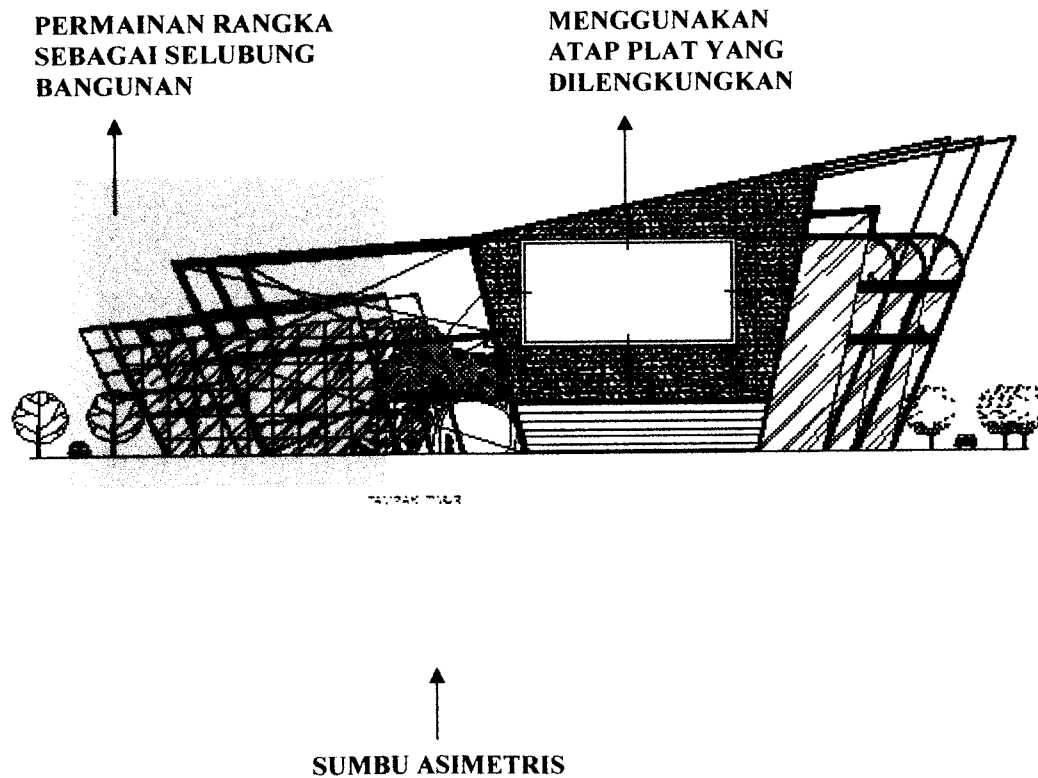 PERMAINAN RANGKA
SEBAGAI SELUBUNG
BANGUNAN
MENGGUNAKAN
ATAP PLAT YANG
DILENGKUNGKAN
SUMBU ASIMETRIS